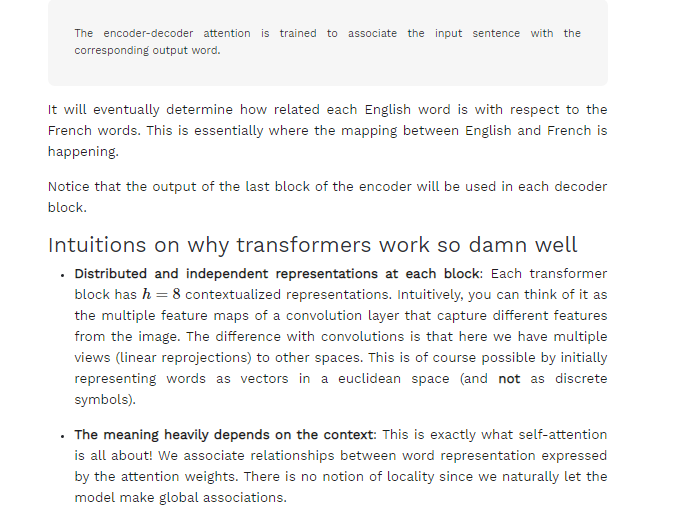 The encoder-decoder attention is trained to associate the input sentence with the
corresponding output word.
It will eventually determine how related each English word is with respect to the
French words. This is essentially where the mapping between English and French is
happening.
Notice that the output of the last block of the encoder will be used in each decoder
block.
Intuitions on why transformers work so damn well
• Distributed and independent representations at each block: Each transformer
block has h = 8 contextualized representations. Intuitively, you can think of it as
the multiple feature maps of a convolution layer that capture different features
from the image. The difference with convolutions is that here we have multiple
views (linear reprojections) to other spaces. This is of course possible by initially
representing words as vectors in a euclidean space (and not as discrete
symbols).
• The meaning heavily depends on the context: This is exactly what self-attention
is all about! We associate relationships between word representation expressed
by the attention weights. There is no notion of locality since we naturally let the
model make global associations.